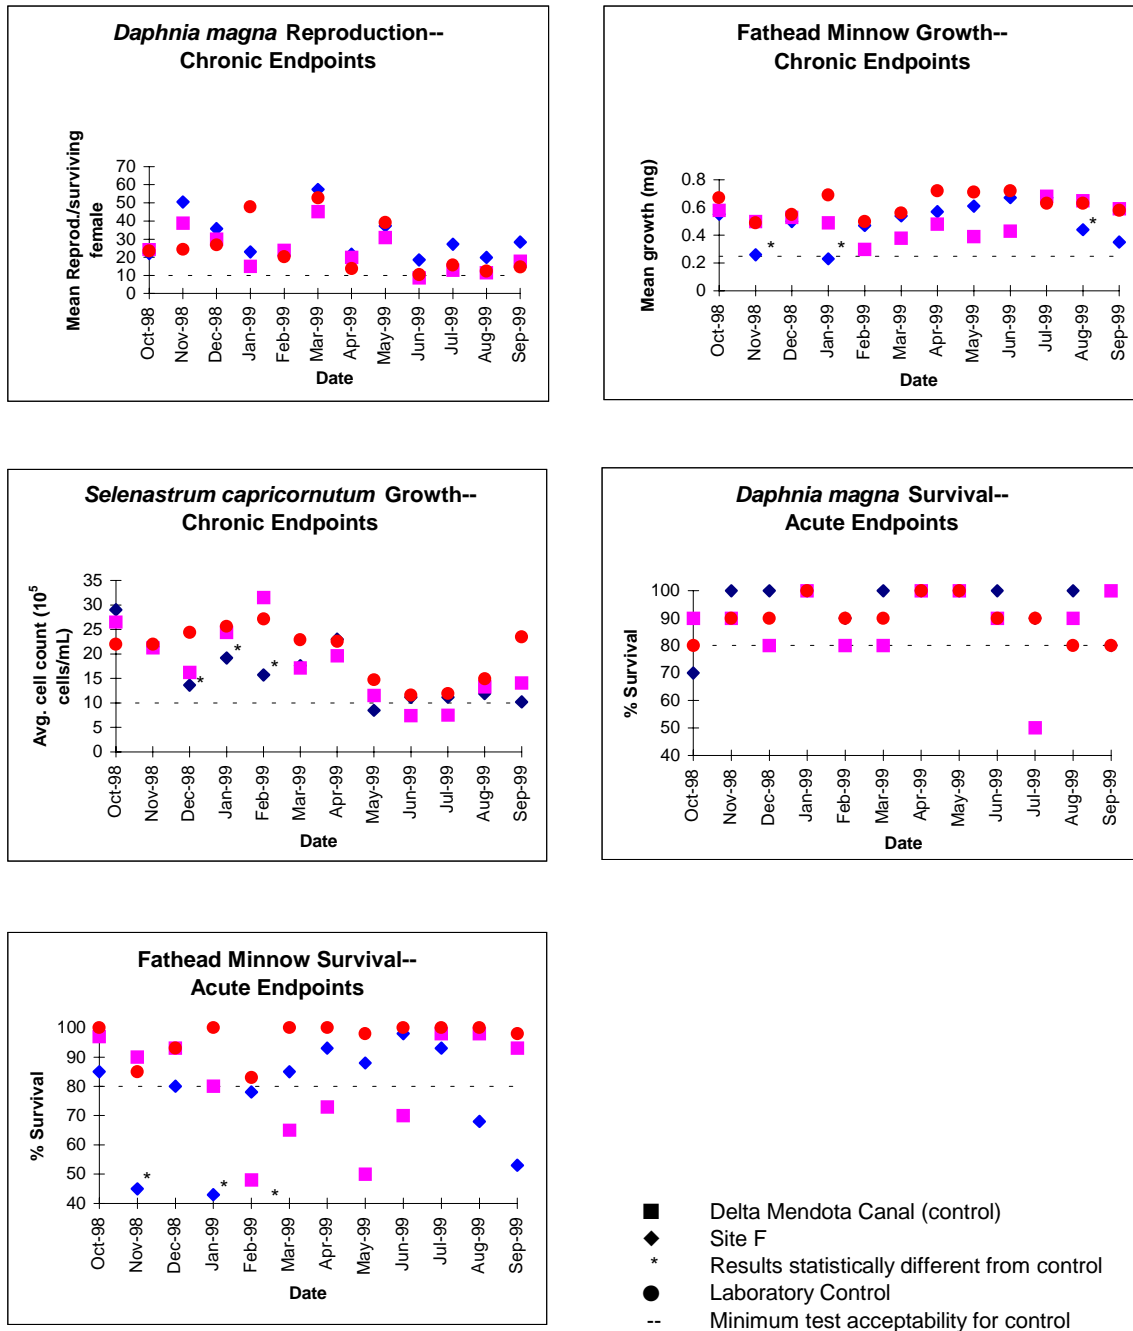 Daphnia magna Reproduction--
Chronic Endpoints
Mean Reprod./surviving
female
70
60
50
40
30
20
10
0
Oct-98
Nov-98
Dec-98
Jan-99
Feb-99
Mar-99
Apr-99
May-99
Jun-99
Jul-99
Aug-99
Sep-99
Date
Fathead Minnow Growth--
Chronic Endpoints
Mean growth (mg)
0.8
0.6
0.4
0.2
0
*
*
*
Oct-98
Nov-98
Dec-98
Jan-99
Feb-99
Mar-99
Apr-99
May-99
Jun-99
Jul-99
Aug-99
Sep-99
Date
Selenastrum capricornutum Growth--
Chronic Endpoints
Avg. cell count (10⁵
cells/mL)
35
30
25
20
15
10
5
0
*
*
*
Oct-98
Nov-98
Dec-98
Jan-99
Feb-99
Mar-99
Apr-99
May-99
Jun-99
Jul-99
Aug-99
Sep-99
Date
Daphnia magna Survival--
Acute Endpoints
% Survival
100
90
80
70
60
50
40
Oct-98
Nov-98
Dec-98
Jan-99
Feb-99
Mar-99
Apr-99
May-99
Jun-99
Jul-99
Aug-99
Sep-99
Date
Fathead Minnow Survival--
Acute Endpoints
% Survival
100
90
80
70
60
50
40
*
*
*
Oct-98
Nov-98
Dec-98
Jan-99
Feb-99
Mar-99
Apr-99
May-99
Jun-99
Jul-99
Aug-99
Sep-99
Date
Delta Mendota Canal (control)
Site F
* Results statistically different from control
Laboratory Control
-- Minimum test acceptability for control